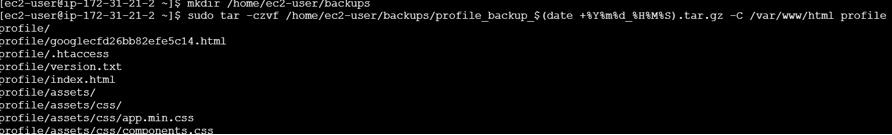 [ec2-user@ip-172-31-21-2 ~]$ mkdir /home/ec2-user/backups
[ec2-user@ip-172-31-21-2 ~]$ sudo tar -czvf /home/ec2-user/backups/profile_backup_$(date +%Y%m%d_%H%M%S).tar.gz -C /var/www/html profile
profile/
profile/googlecfd26bb82efe5c14.html
profile/.htaccess
profile/version.txt
profile/index.html
profile/assets/
profile/assets/css/
profile/assets/css/app.min.css
profile/assets/css/components.css